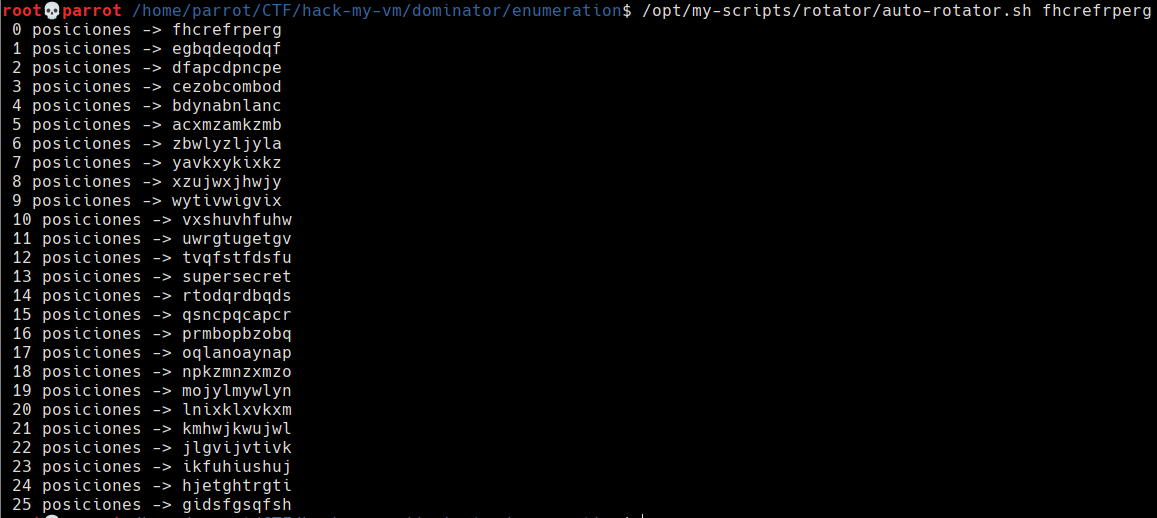 root💀parrot /home/parrot/CTF/hack-my-vm/dominator/enumeration$ /opt/my-scripts/rotator/auto-rotator.sh fhcrefrperg
0 posiciones -> fhcrefrperg
1 posiciones -> egbqdeqodqf
2 posiciones -> dfapcdpncpe
3 posiciones -> cezobcombod
4 posiciones -> bdynabnlanc
5 posiciones -> acxmzamkzmb
6 posiciones -> zbwlyzljyla
7 posiciones -> yavkxykixkz
8 posiciones -> xzujwxjhwjy
9 posiciones -> wytivwigvix
10 posiciones -> vxshuvhfuhw
11 posiciones -> uwrgtugetgv
12 posiciones -> tvqfstfdsfu
13 posiciones -> supersecret
14 posiciones -> rtodqrdbqds
15 posiciones -> qsncpqcapcr
16 posiciones -> prmbopbzobq
17 posiciones -> oqlanoaynap
18 posiciones -> npkzmnzxmzo
19 posiciones -> mojylmywlyn
20 posiciones -> lnixklxvkxm
21 posiciones -> kmhwjkwujwl
22 posiciones -> jlgvijvtivk
23 posiciones -> ikfuhiushuj
24 posiciones -> hjetghtrgti
25 posiciones -> gidsfgsqfsh